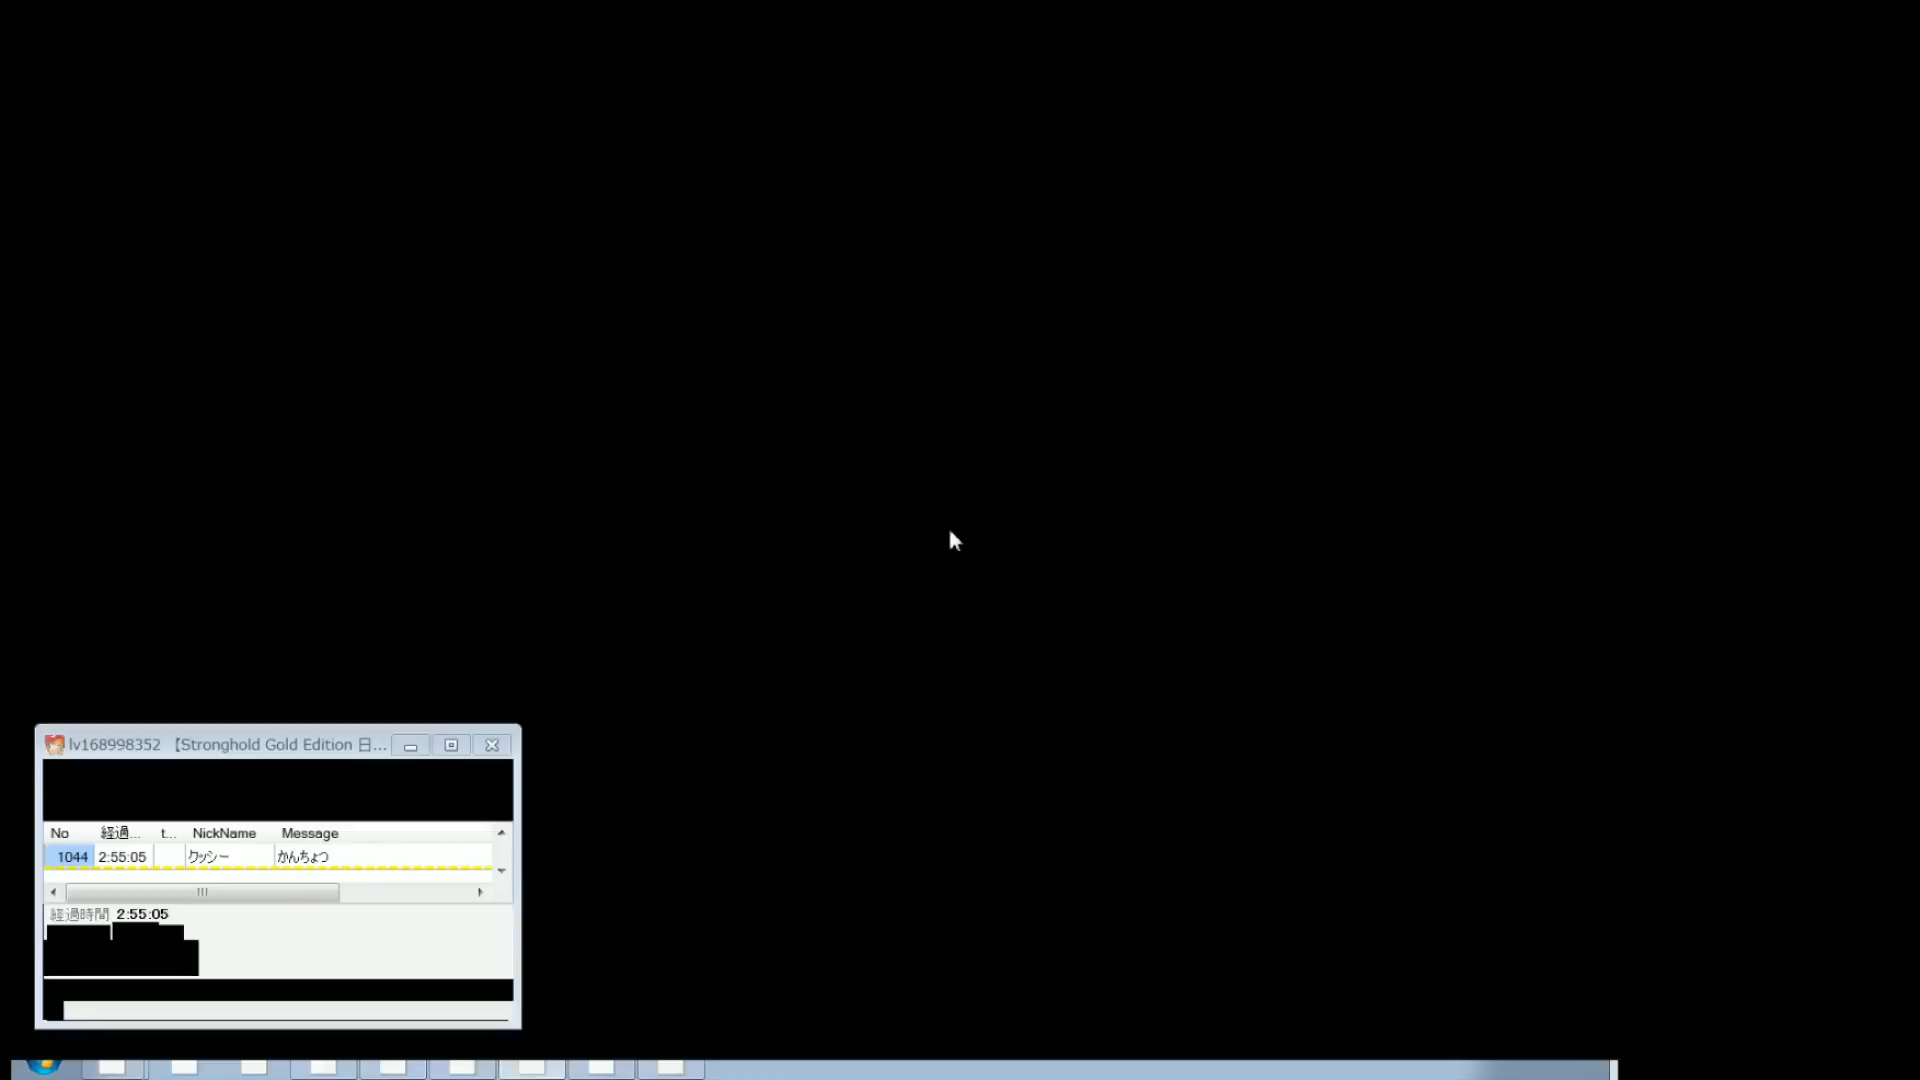 lv168998352 【Stronghold Gold Edition 日...
No 経過... t... NickName Message
1044 2:55:05 クッシー かんちょつ
経過時間 2:55:05